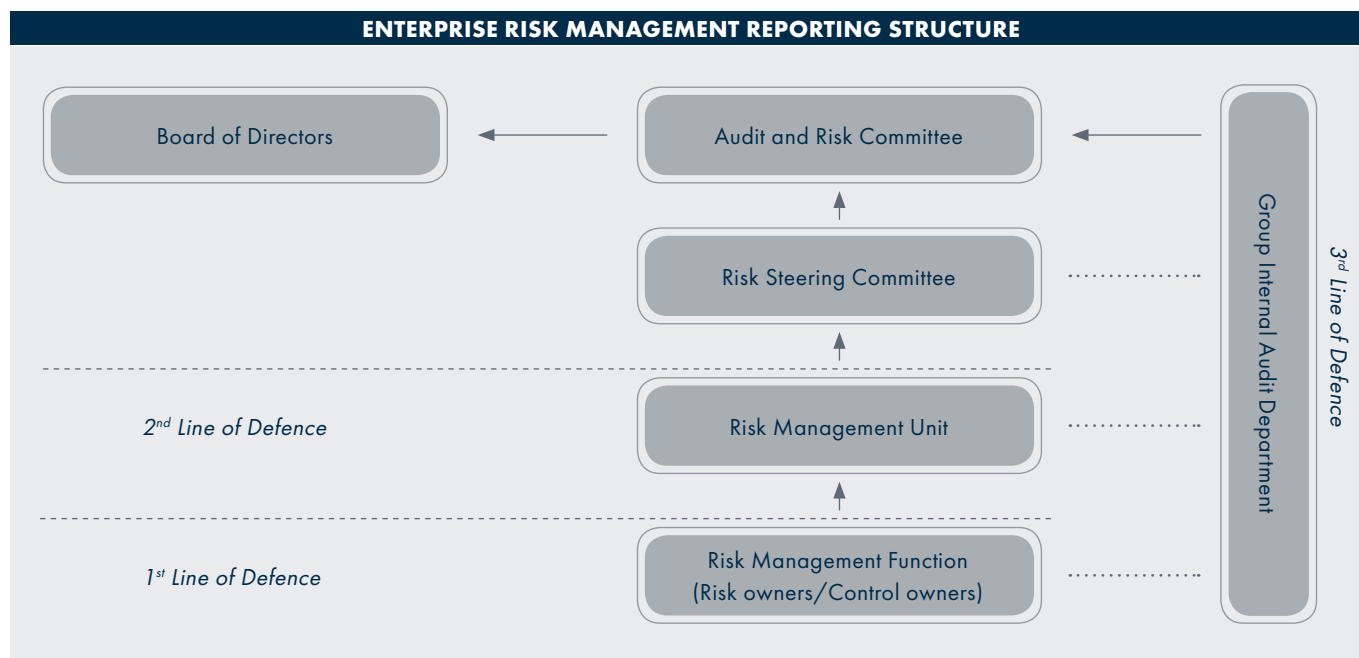 ENTERPRISE RISK MANAGEMENT REPORTING STRUCTURE
Board of Directors
Audit and Risk Committee
Risk Steering Committee
2nd Line of Defence
Risk Management Unit
1st Line of Defence
Risk Management Function
(Risk owners/Control owners)
Group Internal Audit Department
3rd Line of Defence